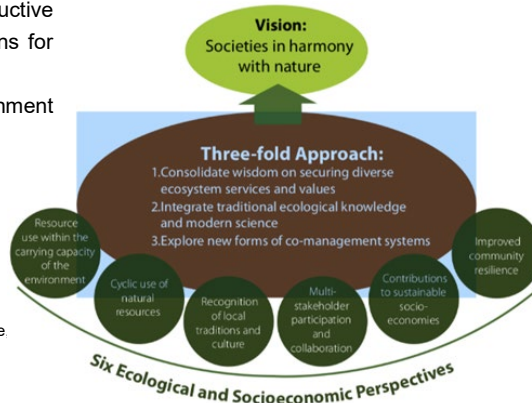 uctive
ns for
nment
e
Vision:
Societies in harmony
with nature
Three-fold Approach:
1.Consolidate wisdom on securing diverse
ecosystem services and values
2.Integrate traditional ecological knowledge
and modern science
3.Explore new forms of co-management systems
Resource
use within the
carrying capacity
of the
environment
Cyclic use of
natural
resources
Recognition
of local
traditions and
culture
Multi-
stakeholder
participation
and
collaboration
Contributions
to sustainable
socio-
economies
Improved
community
resilience
Six Ecological and Socioeconomic Perspectives